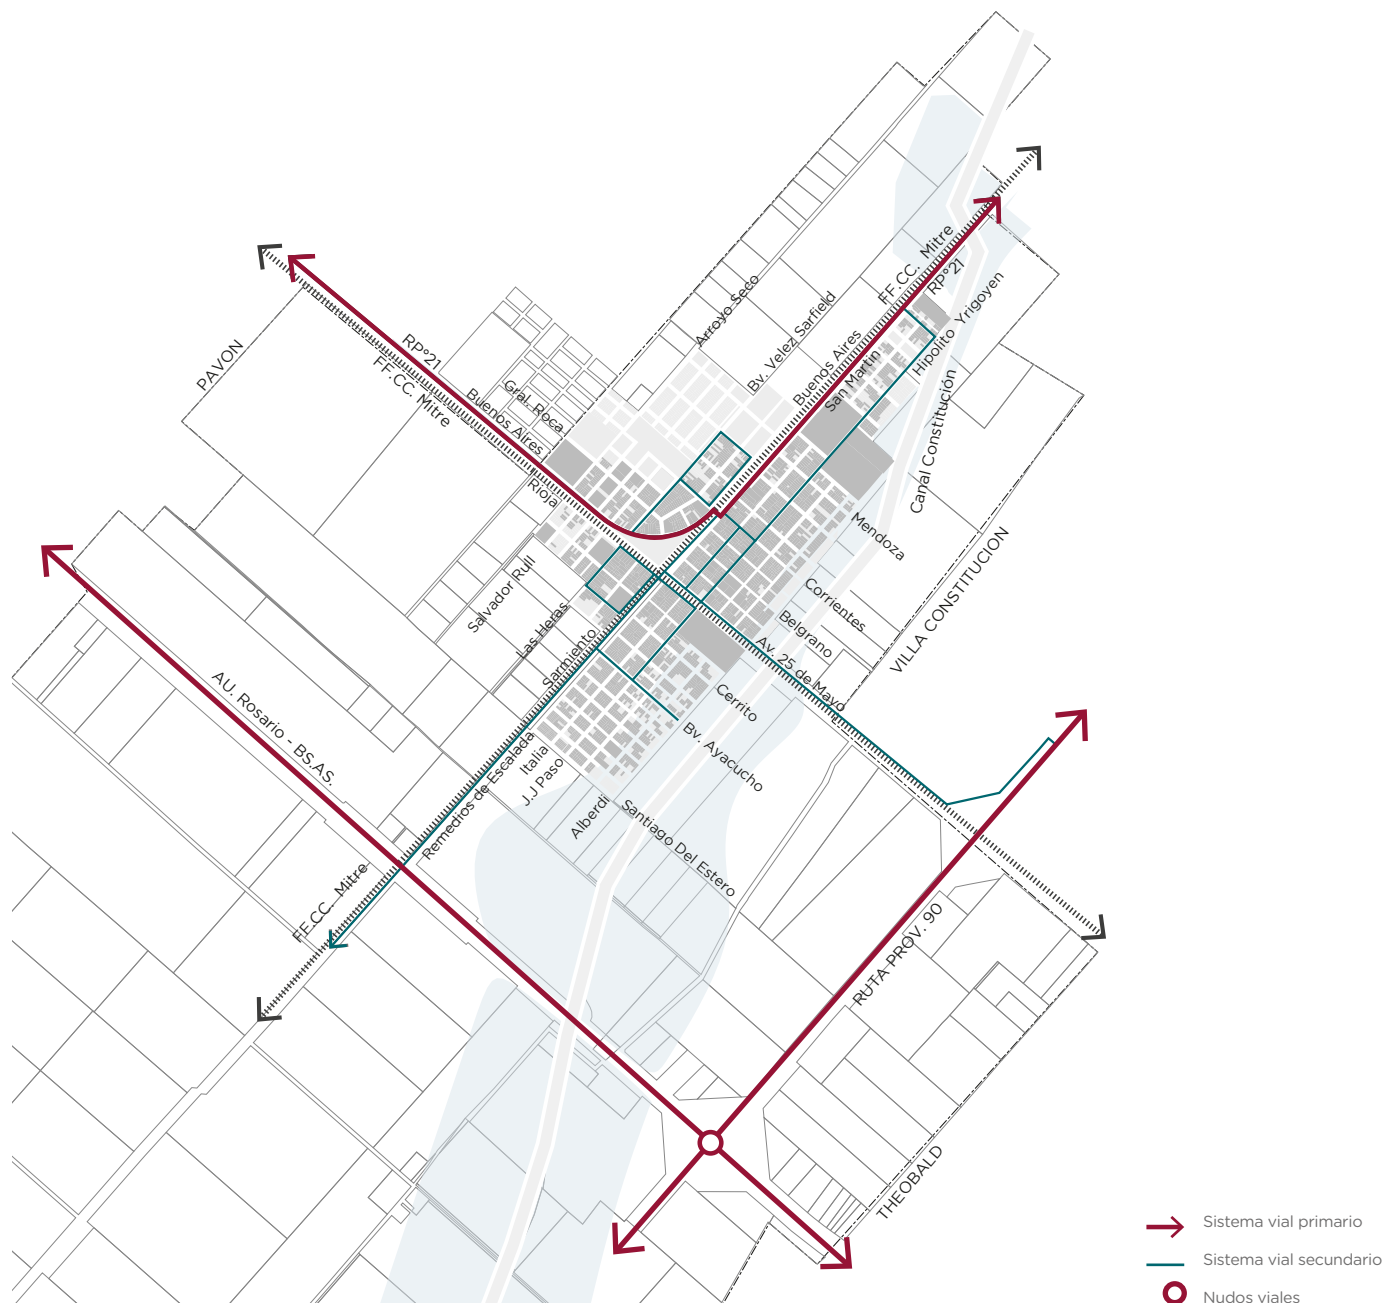 FF.CC. Mitre
RP°21
Yrigoyen
Hipolito
Arroyo Seco
Bv. Velez Sarfield
Buenos Aires
San Martin
PAVON
RP°21
FF.CC. Mitre
Buenos Aires
Gral. Roca
Rioja
Canal Constitución
Mendoza
Corrientes
Belgrano
VILLA CONSTITUCION
Av. 25 de Mayo
Salvador Rull
Las Heras
Sarmiento
Cerrito
Bv. Ayacucho
AU. Rosario - BS.AS.
Remedios de Escalada
Italia
J.J Paso
Alberdi
Santiago Del Estero
FF.CC. Mitre
RUTA PROV. 90
THEOBALD
Sistema vial primario
Sistema vial secundario
Nudos viales